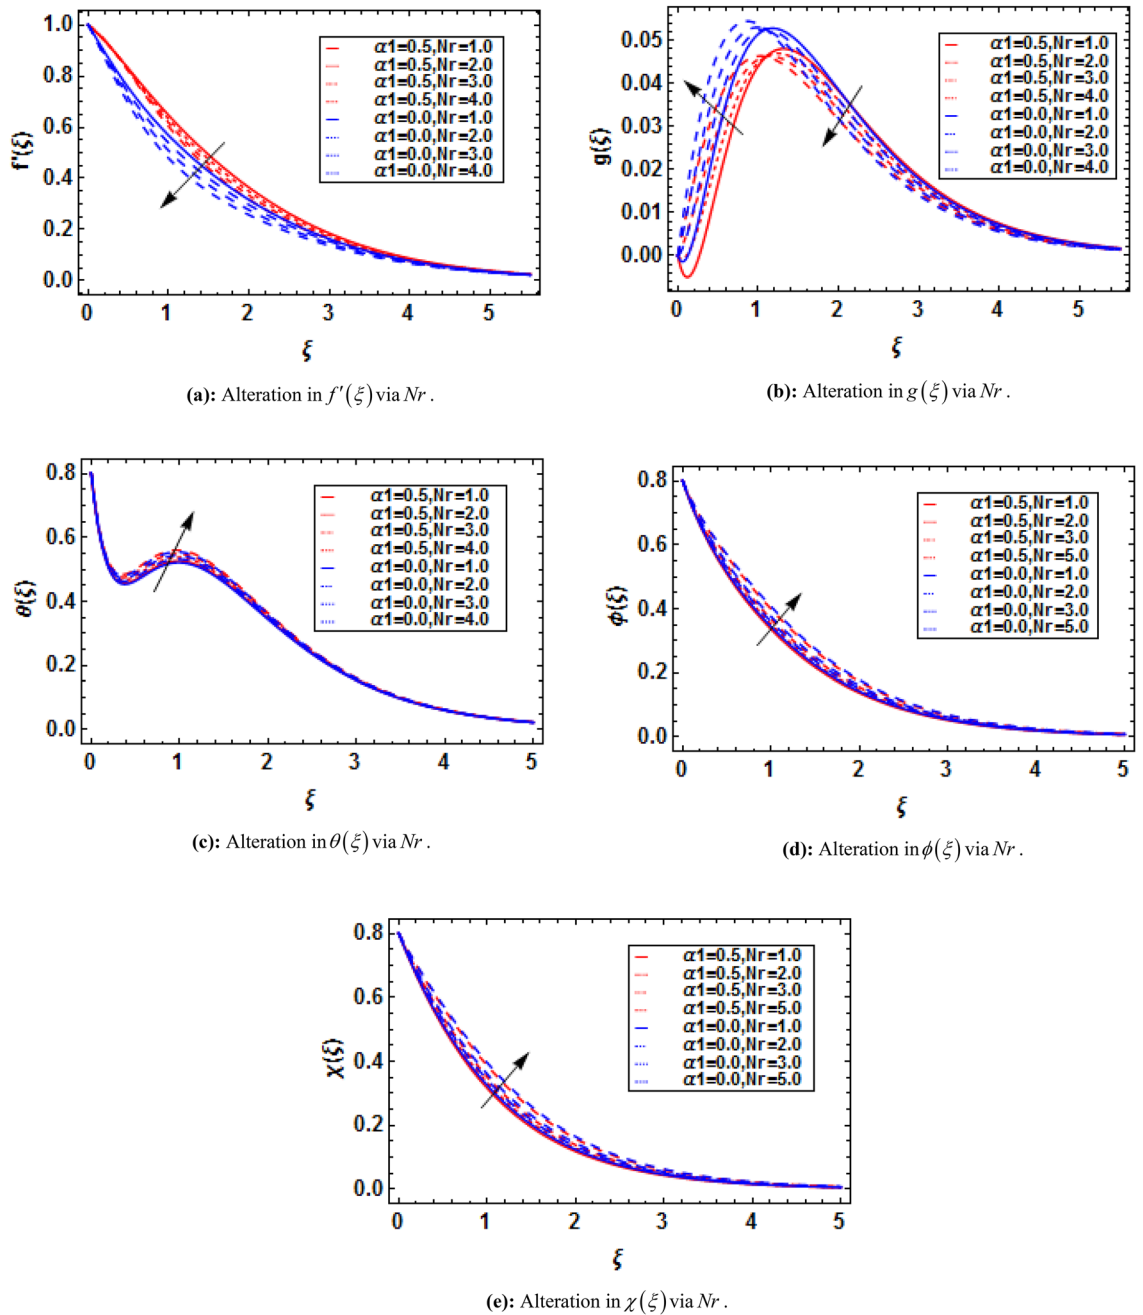 f'(ξ)
1.0
0.8
0.6
0.4
0.2
0.0
α1=0.5,Nr=1.0
α1=0.5,Nr=2.0
α1=0.5,Nr=3.0
α1=0.5,Nr=4.0
α1=0.0,Nr=1.0
α1=0.0,Nr=2.0
α1=0.0,Nr=3.0
α1=0.0,Nr=4.0
0 1 2 3 4 5
ξ
(a): Alteration in f′(ξ) via Nr .
g(ξ)
0.05
0.04
0.03
0.02
0.01
0.00
α1=0.5,Nr=1.0
α1=0.5,Nr=2.0
α1=0.5,Nr=3.0
α1=0.5,Nr=4.0
α1=0.0,Nr=1.0
α1=0.0,Nr=2.0
α1=0.0,Nr=3.0
α1=0.0,Nr=4.0
0 1 2 3 4 5
ξ
(b): Alteration in g(ξ) via Nr .
θ(ξ)
0.8
0.6
0.4
0.2
0.0
α1=0.5,Nr=1.0
α1=0.5,Nr=2.0
α1=0.5,Nr=3.0
α1=0.5,Nr=4.0
α1=0.0,Nr=1.0
α1=0.0,Nr=2.0
α1=0.0,Nr=3.0
α1=0.0,Nr=4.0
0 1 2 3 4 5
ξ
(c): Alteration in θ(ξ) via Nr .
ϕ(ξ)
0.8
0.6
0.4
0.2
0.0
α1=0.5,Nr=1.0
α1=0.5,Nr=2.0
α1=0.5,Nr=3.0
α1=0.5,Nr=5.0
α1=0.0,Nr=1.0
α1=0.0,Nr=2.0
α1=0.0,Nr=3.0
α1=0.0,Nr=5.0
0 1 2 3 4 5
ξ
(d): Alteration in ϕ(ξ) via Nr .
χ(ξ)
0.8
0.6
0.4
0.2
0.0
α1=0.5,Nr=1.0
α1=0.5,Nr=2.0
α1=0.5,Nr=3.0
α1=0.5,Nr=5.0
α1=0.0,Nr=1.0
α1=0.0,Nr=2.0
α1=0.0,Nr=3.0
α1=0.0,Nr=5.0
0 1 2 3 4 5
ξ
(e): Alteration in χ(ξ) via Nr .